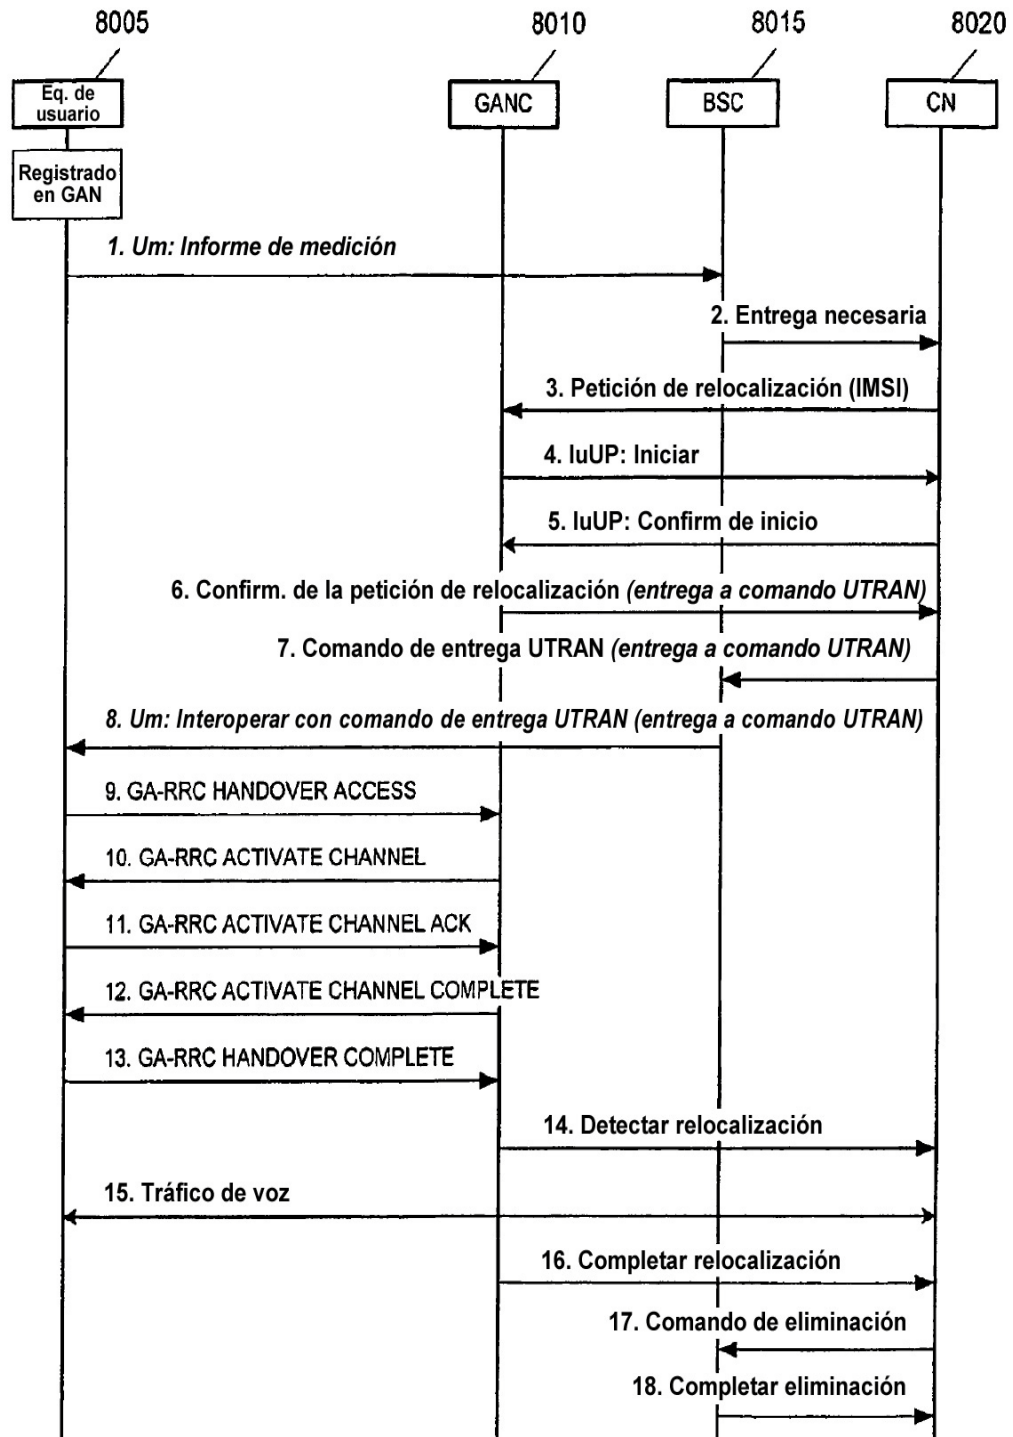 8005
8010
8015
8020
Eq. de
usuario
GANC
BSC
CN
Registrado
en GAN
1. Um: Informe de medición
2. Entrega necesaria
3. Petición de relocalización (IMSI)
4. IuUP: Iniciar
5. IuUP: Confirm de inicio
6. Confirm. de la petición de relocalización (entrega a comando UTRAN)
7. Comando de entrega UTRAN (entrega a comando UTRAN)
8. Um: Interoperar con comando de entrega UTRAN (entrega a comando UTRAN)
9. GA-RRC HANDOVER ACCESS
10. GA-RRC ACTIVATE CHANNEL
11. GA-RRC ACTIVATE CHANNEL ACK
12. GA-RRC ACTIVATE CHANNEL COMPLETE
13. GA-RRC HANDOVER COMPLETE
14. Detectar relocalización
15. Tráfico de voz
16. Completar relocalización
17. Comando de eliminación
18. Completar eliminación